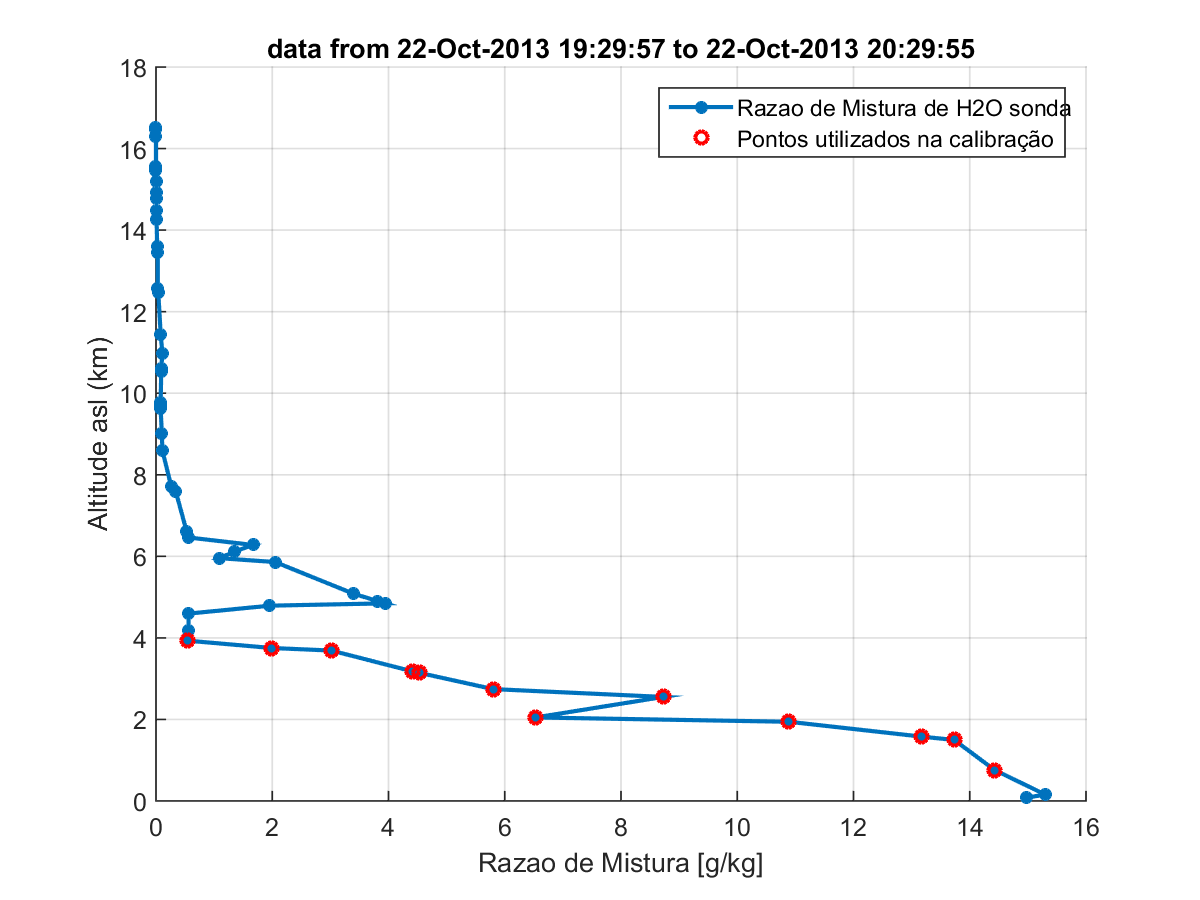 data from 22-Oct-2013 19:29:57 to 22-Oct-2013 20:29:55
Razao de Mistura de H2O sonda
Pontos utilizados na calibração
18
16
14
12
10
8
6
4
2
0
Altitude asl (km)
0 2 4 6 8 10 12 14 16
Razao de Mistura [g/kg]